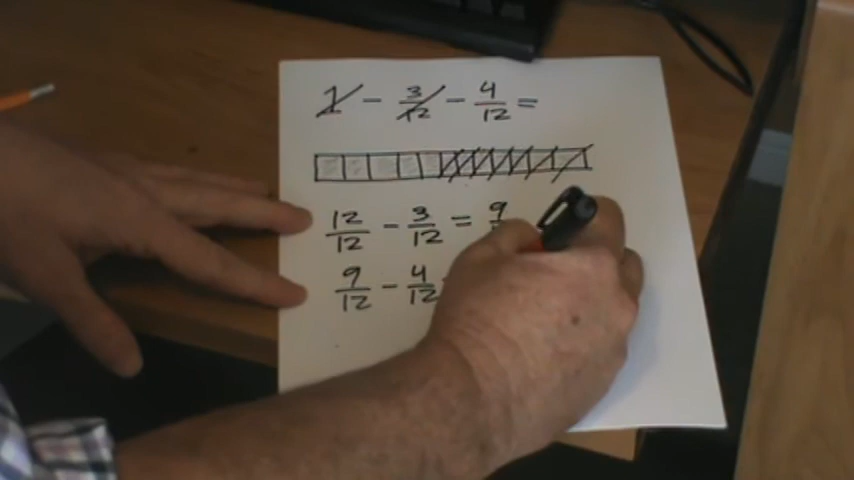 1 - 3/12 - 4/12 =
12/12 - 3/12 = 9
9/12 - 4/12